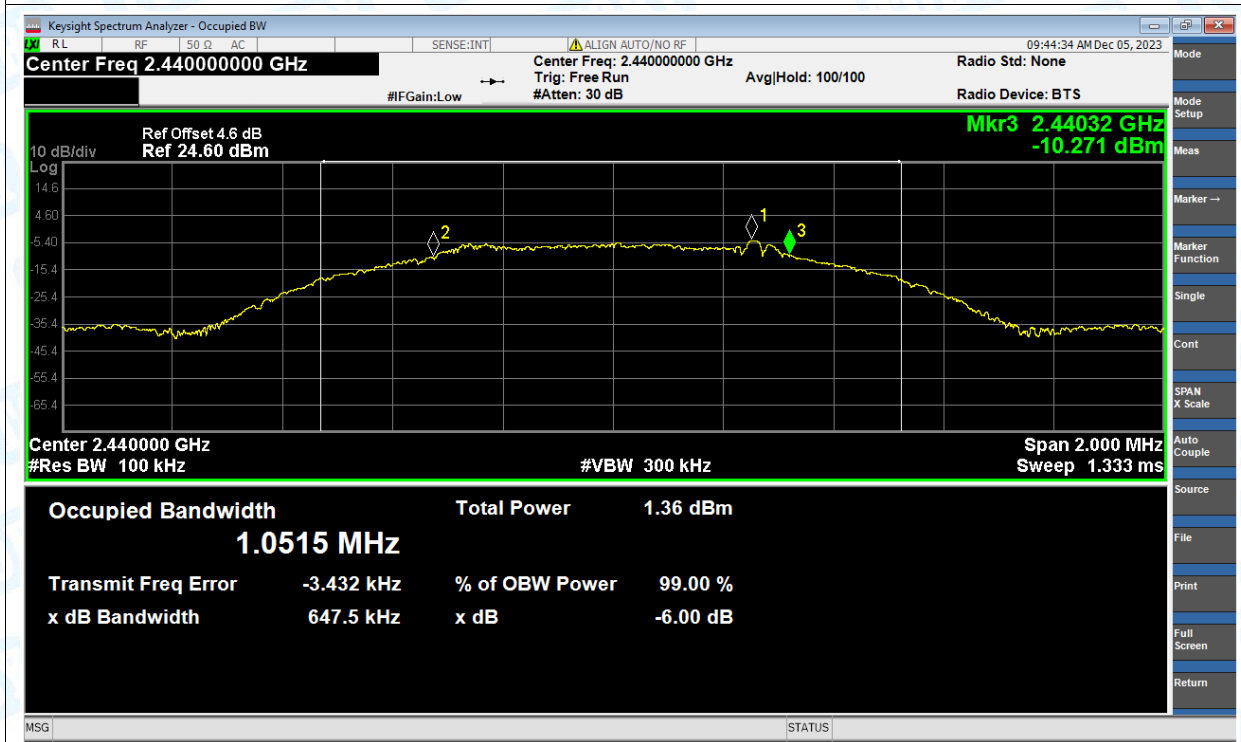 Keysight Spectrum Analyzer - Occupied BW
LXI RL RF 50 Ω AC SENSE:INT ALIGN AUTO/NO RF 09:44:34 AM Dec 05, 2023
Center Freq 2.440000000 GHz
Center Freq: 2.440000000 GHz
Radio Std: None
Trig: Free Run
Avg|Hold: 100/100
#IFGain:Low
#Atten: 30 dB
Radio Device: BTS
Mkr3 2.44032 GHz
-10.271 dBm
Ref Offset 4.6 dB
10 dB/div Ref 24.60 dBm
Log
14.6
4.60
-5.40
-15.4
-25.4
-35.4
-45.4
-55.4
-65.4
2
1
3
Center 2.440000 GHz
Span 2.000 MHz
#Res BW 100 kHz
#VBW 300 kHz
Sweep 1.333 ms
Occupied Bandwidth
Total Power 1.36 dBm
1.0515 MHz
Transmit Freq Error -3.432 kHz
% of OBW Power 99.00 %
x dB Bandwidth 647.5 kHz
x dB -6.00 dB
MSG
STATUS
Mode
Mode
Setup
Meas
Marker →
Marker
Function
Single
Cont
SPAN
X Scale
Auto
Couple
Source
File
Print
Full
Screen
Return